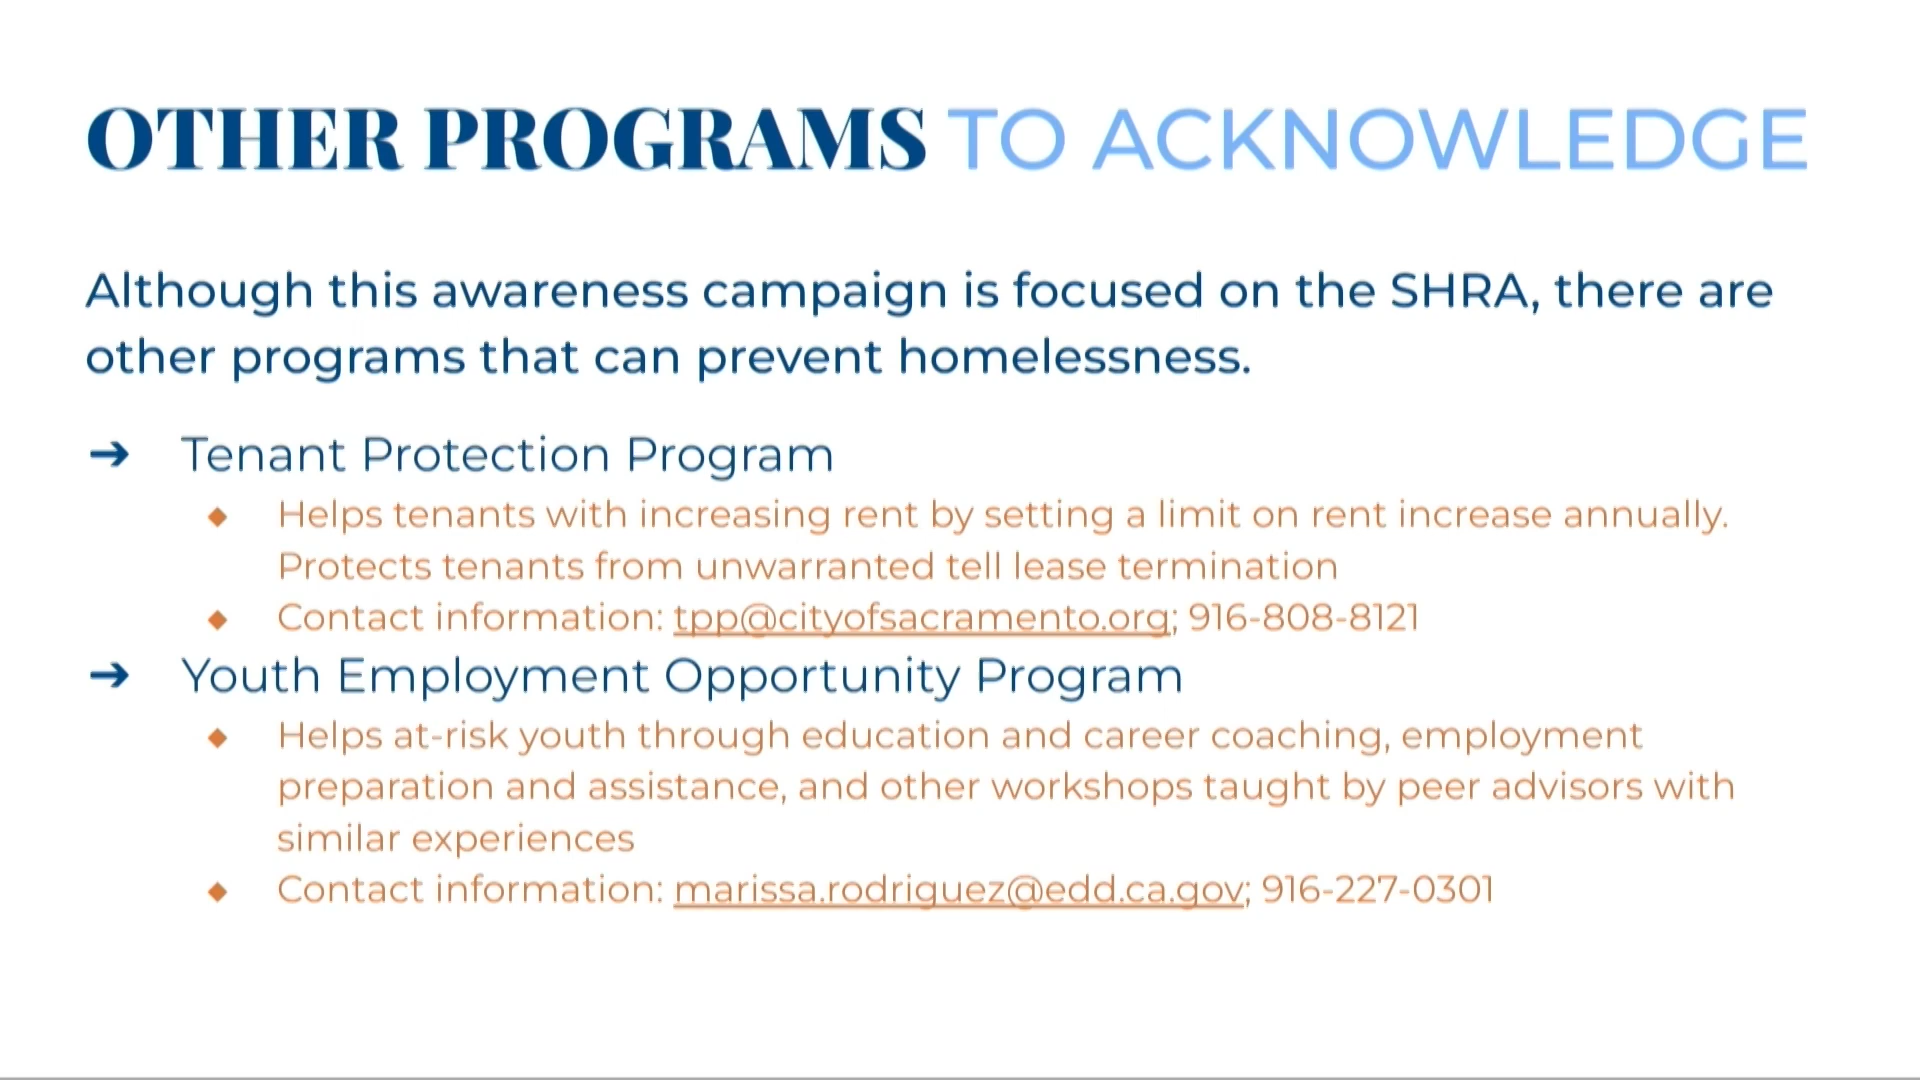 OTHER PROGRAMS TO ACKNOWLEDGE
Although this awareness campaign is focused on the SHRA, there are
other programs that can prevent homelessness.
➔ Tenant Protection Program
◆ Helps tenants with increasing rent by setting a limit on rent increase annually.
Protects tenants from unwarranted tell lease termination
◆ Contact information: tpp@cityofsacramento.org; 916-808-8121
➔ Youth Employment Opportunity Program
◆ Helps at-risk youth through education and career coaching, employment
preparation and assistance, and other workshops taught by peer advisors with
similar experiences
◆ Contact information: marissa.rodriguez@edd.ca.gov; 916-227-0301